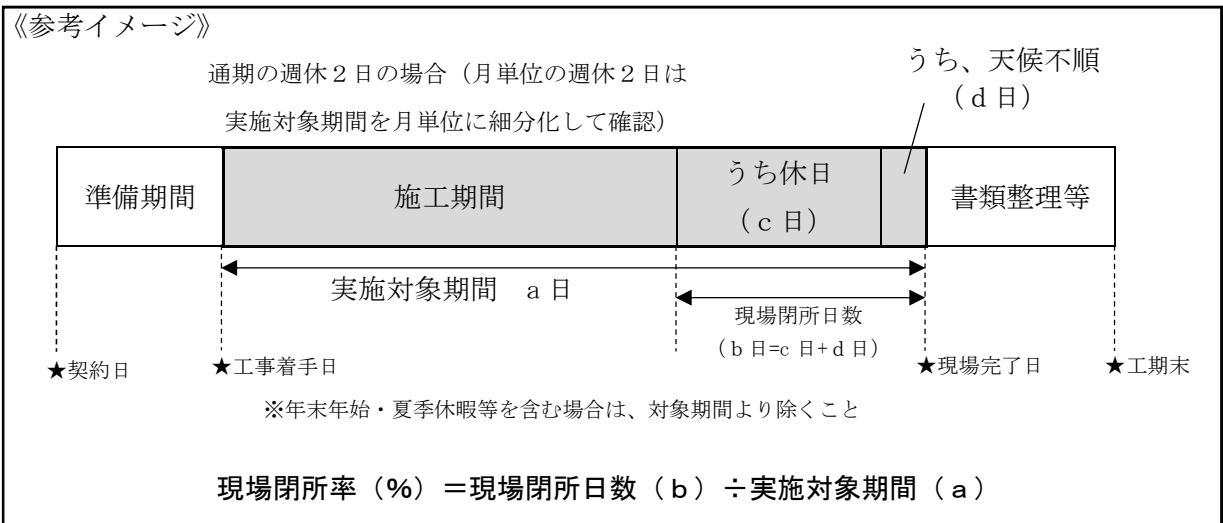 《参考イメージ》
通期の週休2日の場合（月単位の週休2日は
実施対象期間を月単位に細分化して確認）
うち、天候不順
（d日）
準備期間
施工期間
うち休日
（c日）
書類整理等
実施対象期間　a日
現場閉所日数
（b日=c日+d日）
★契約日
★工事着手日
★現場完了日
★工期末
※年末年始・夏季休暇等を含む場合は、対象期間より除くこと
現場閉所率（%）＝現場閉所日数（b）÷実施対象期間（a）